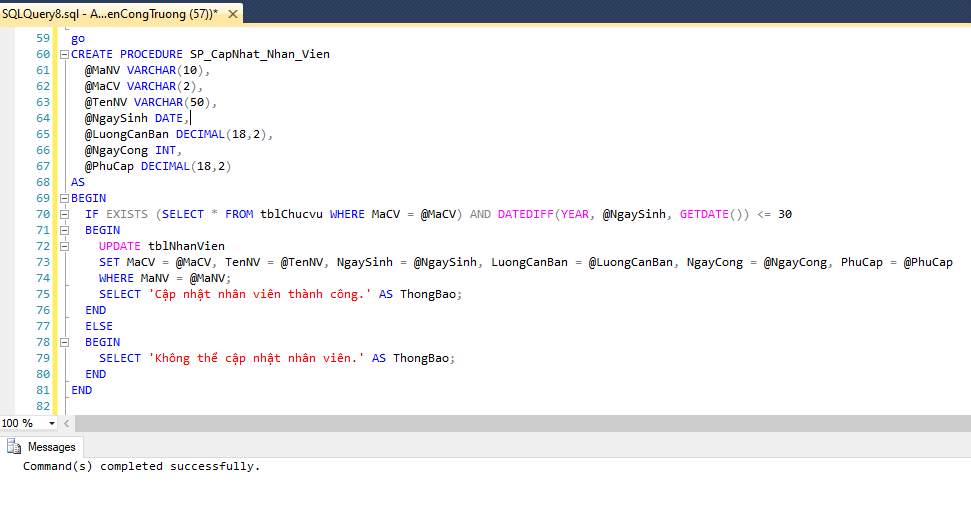 SQLQuery8.sql - A...enCongTruong (57))* ×
59 go
60 CREATE PROCEDURE SP_CapNhat_Nhan_Vien
61 @MaNV VARCHAR(10),
62 @MaCV VARCHAR(2),
63 @TenNV VARCHAR(50),
64 @NgaySinh DATE,
65 @LuongCanBan DECIMAL(18,2),
66 @NgayCong INT,
67 @PhuCap DECIMAL(18,2)
68 AS
69 BEGIN
70 IF EXISTS (SELECT * FROM tblChucvu WHERE MaCV = @MaCV) AND DATEDIFF(YEAR, @NgaySinh, GETDATE()) <= 30
71 BEGIN
72 UPDATE tblNhanVien
73 SET MaCV = @MaCV, TenNV = @TenNV, NgaySinh = @NgaySinh, LuongCanBan = @LuongCanBan, NgayCong = @NgayCong, PhuCap = @PhuCap
74 WHERE MaNV = @MaNV;
75 SELECT 'Cập nhật nhân viên thành công.' AS ThongBao;
76 END
77 ELSE
78 BEGIN
79 SELECT 'Không thể cập nhật nhân viên.' AS ThongBao;
80 END
81 END
82
100 %
Messages
Command(s) completed successfully.